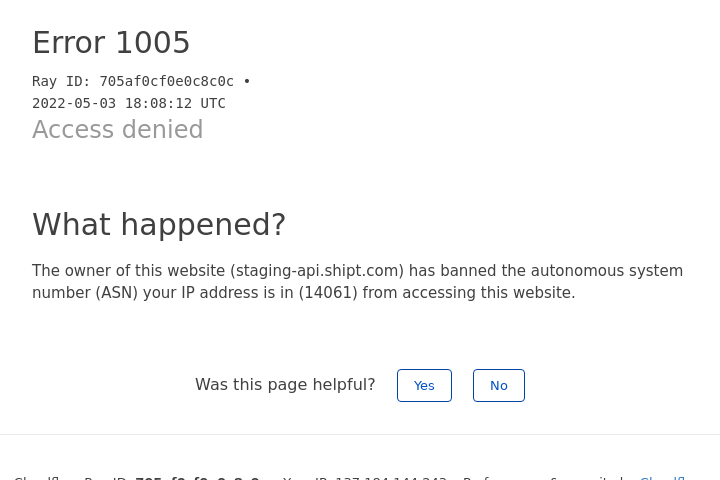 Error 1005
Ray ID: 705af0cf0e0c8c0c •
2022-05-03 18:08:12 UTC
Access denied
What happened?
The owner of this website (staging-api.shipt.com) has banned the autonomous system
number (ASN) your IP address is in (14061) from accessing this website.
Was this page helpful?
Yes
No